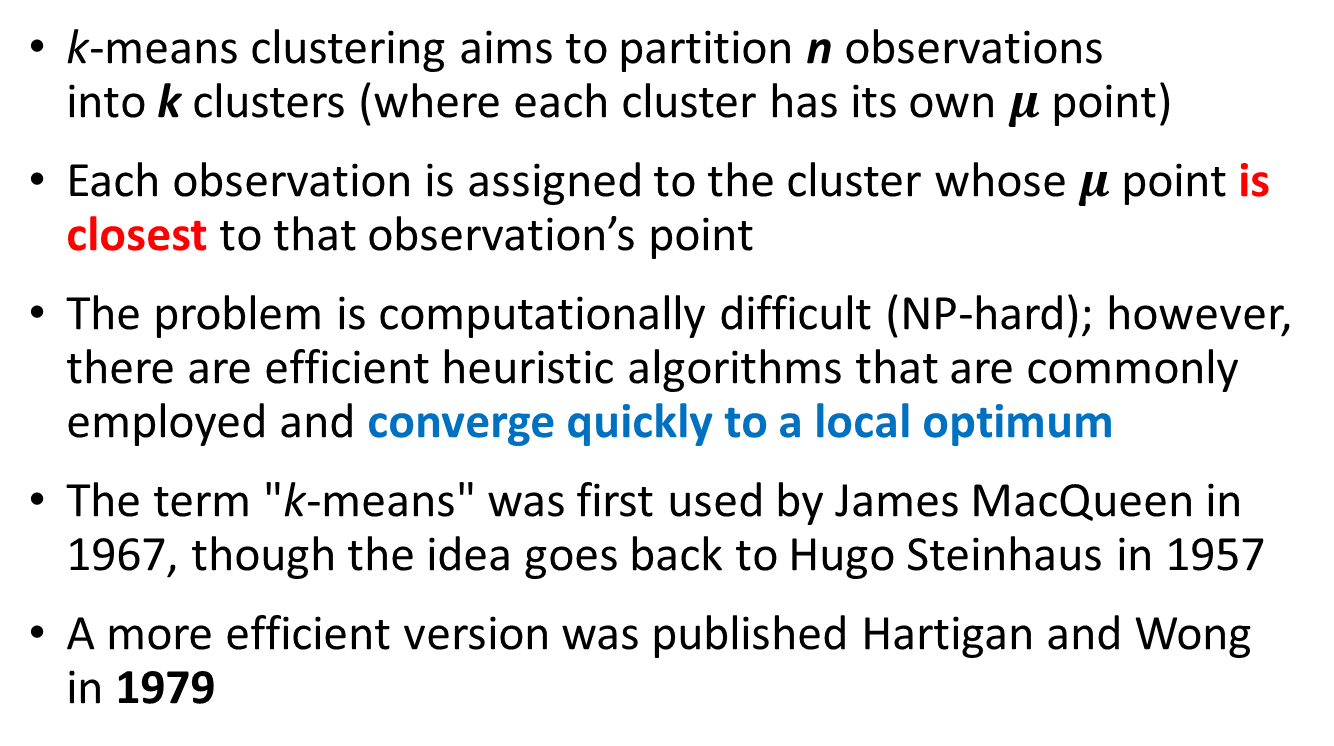 • k-means clustering aims to partition n observations
into k clusters (where each cluster has its own μ point)
• Each observation is assigned to the cluster whose μ point is
closest to that observation’s point
• The problem is computationally difficult (NP-hard); however,
there are efficient heuristic algorithms that are commonly
employed and converge quickly to a local optimum
• The term "k-means" was first used by James MacQueen in
1967, though the idea goes back to Hugo Steinhaus in 1957
• A more efficient version was published Hartigan and Wong
in 1979